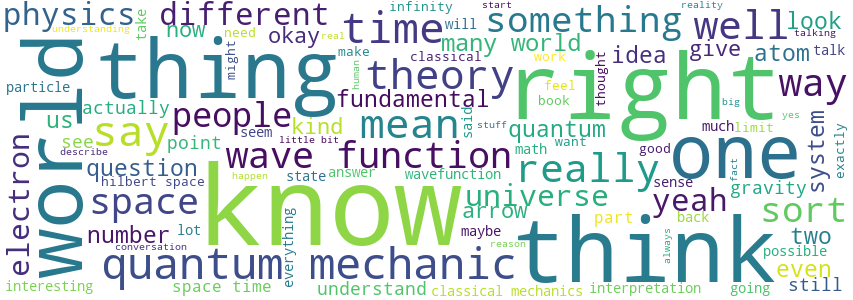 physics
different
time
something
well
look
infinity
start
reality
understanding
take
now
okay
need
real
many world
will
talking
idea
give
atom
talk
make
classical
might
thing
theory
right
way
particle
world
actually
people
human
fundamental
work
feel
thought
book
big
yes
us
see
say
seem
kind
mean
said
stuff
quantum
much
limit
system
exactly
describe
question
point
little bit
math
want
good
one
electron
wave function
really
sense
fact
gravity
hilbert space
state
answer
wavefunction
space
know
universe
yeah
sort
happen
arrow
part
back
number
lot
everything
maybe
think
always
two
conversation
reason
possible
quantum mechanic
even
interesting
space time
understand
classical mechanics
interpretation
going
still